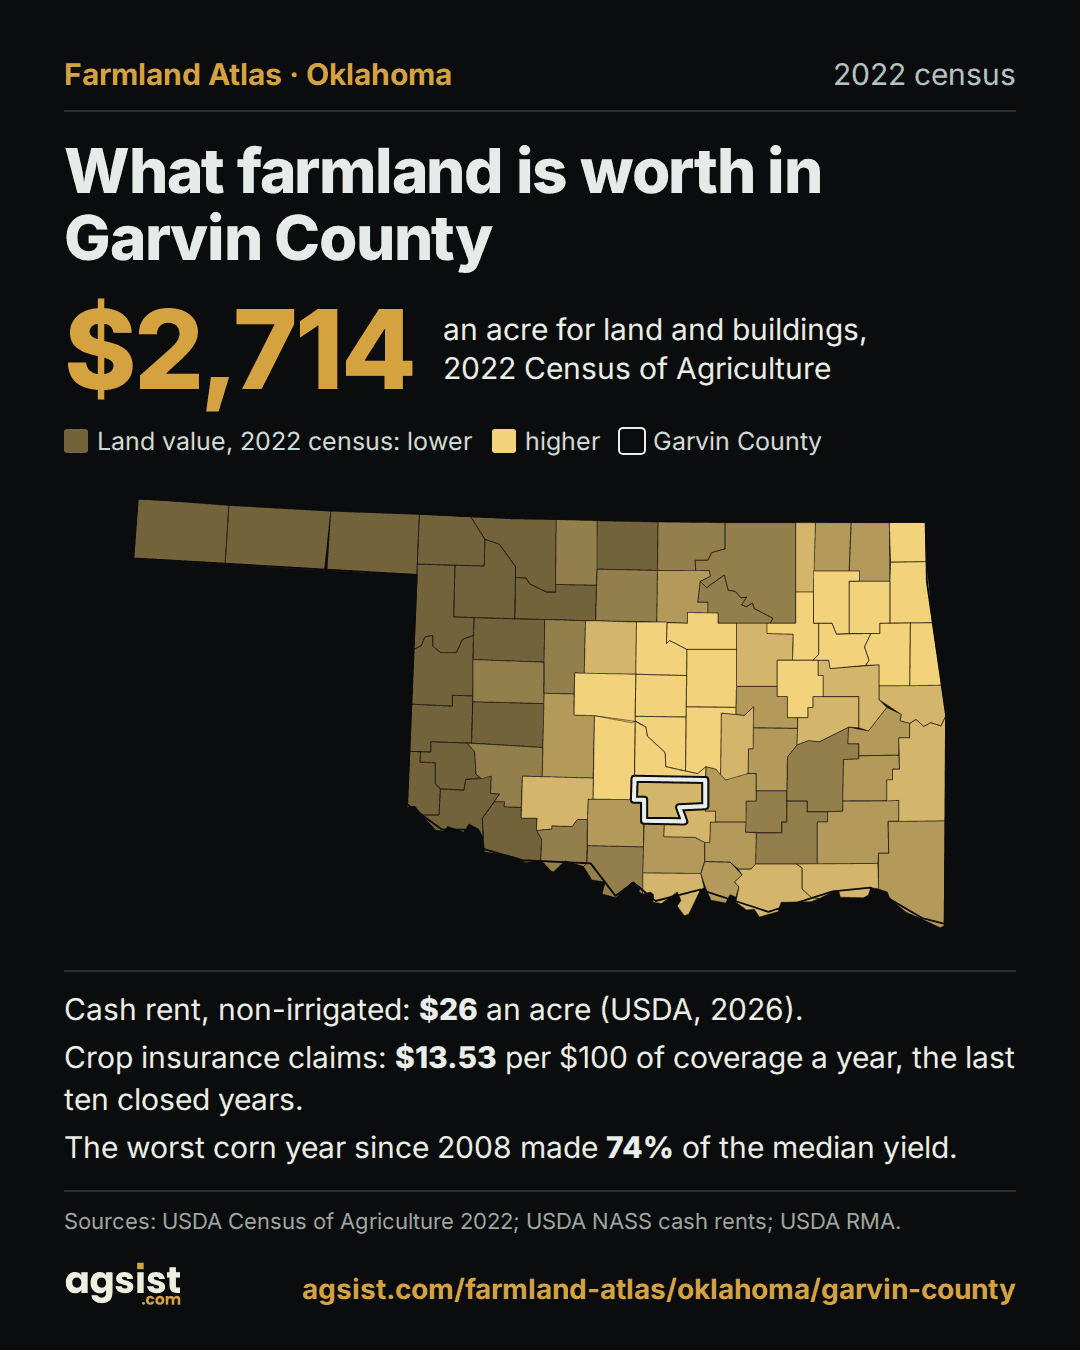 Farmland Atlas · Oklahoma
2022 census
What farmland is worth in
Garvin County
$2,714
an acre for land and buildings,
2022 Census of Agriculture
Land value, 2022 census: lower
higher
Garvin County
Cash rent, non-irrigated: $26 an acre (USDA, 2026).
Crop insurance claims: $13.53 per $100 of coverage a year, the last
ten closed years.
The worst corn year since 2008 made 74% of the median yield.
Sources: USDA Census of Agriculture 2022; USDA NASS cash rents; USDA RMA.
agsist
.com
agsist.com/farmland-atlas/oklahoma/garvin-county